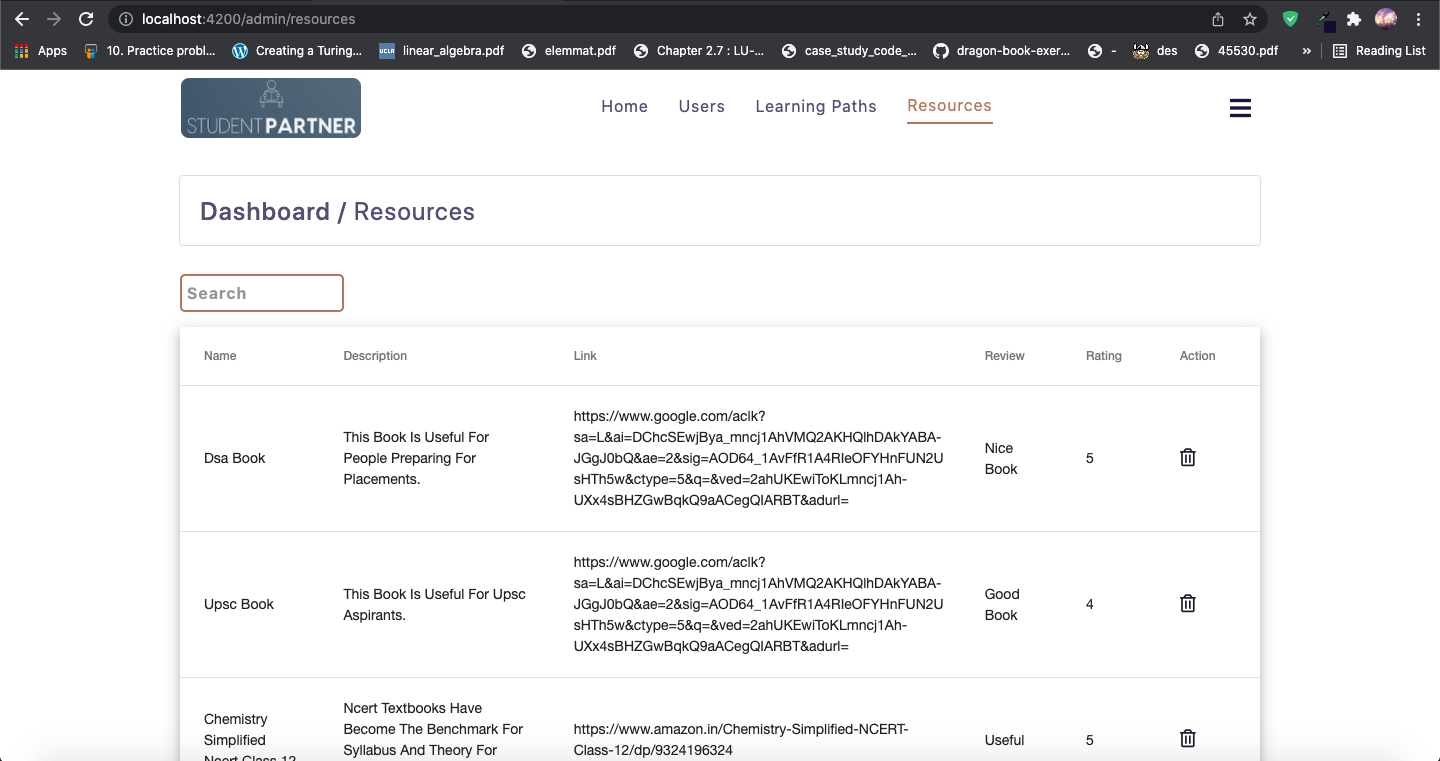 localhost:4200/admin/resources
Apps
10. Practice probl...
Creating a Turing...
UCLA
linear_algebra.pdf
elemmat.pdf
Chapter 2.7 : LU-...
case_study_code_...
dragon-book-exer...
-
des
45530.pdf
»
Reading List
STUDENTPARTNER
Home
Users
Learning Paths
Resources
Dashboard / Resources
Search
Name
Description
Link
Review
Rating
Action
Dsa Book
This Book Is Useful For
People Preparing For
Placements.
https://www.google.com/aclk?
sa=L&ai=DChcSEwjBya_mncj1AhVMQ2AKHQlhDAkYABA-
JGgJ0bQ&ae=2&sig=AOD64_1AvFfR1A4RleOFYHnFUN2U
sHTh5w&ctype=5&q=&ved=2ahUKEwiToKLmncj1Ah-
UXx4sBHZGwBqkQ9aACegQIARBT&adurl=
Nice
Book
5
Upsc Book
This Book Is Useful For Upsc
Aspirants.
https://www.google.com/aclk?
sa=L&ai=DChcSEwjBya_mncj1AhVMQ2AKHQlhDAkYABA-
JGgJ0bQ&ae=2&sig=AOD64_1AvFfR1A4RleOFYHnFUN2U
sHTh5w&ctype=5&q=&ved=2ahUKEwiToKLmncj1Ah-
UXx4sBHZGwBqkQ9aACegQIARBT&adurl=
Good
Book
4
Chemistry
Simplified
Ncert Class 12
Ncert Textbooks Have
Become The Benchmark For
Syllabus And Theory For
https://www.amazon.in/Chemistry-Simplified-NCERT-
Class-12/dp/9324196324
Useful
5